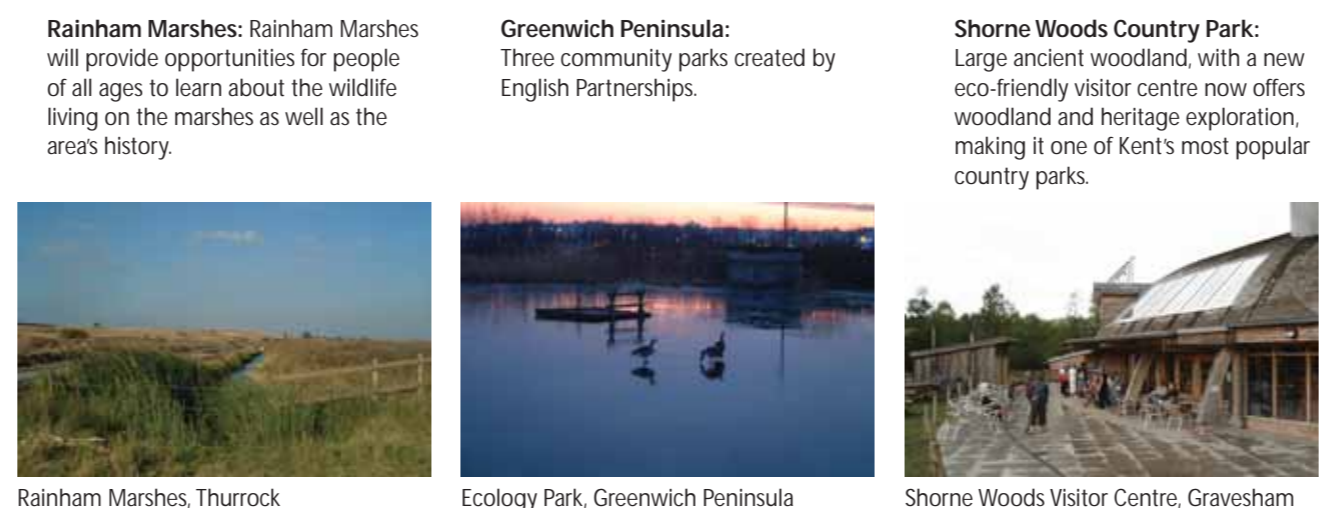 Rainham Marshes: Rainham Marshes
will provide opportunities for people
of all ages to learn about the wildlife
living on the marshes as well as the
area's history.
Greenwich Peninsula:
Three community parks created by
English Partnerships.
Shorne Woods Country Park:
Large ancient woodland, with a new
eco-friendly visitor centre now offers
woodland and heritage exploration,
making it one of Kent's most popular
country parks.
Rainham Marshes, Thurrock
Ecology Park, Greenwich Peninsula
Shorne Woods Visitor Centre, Gravesham